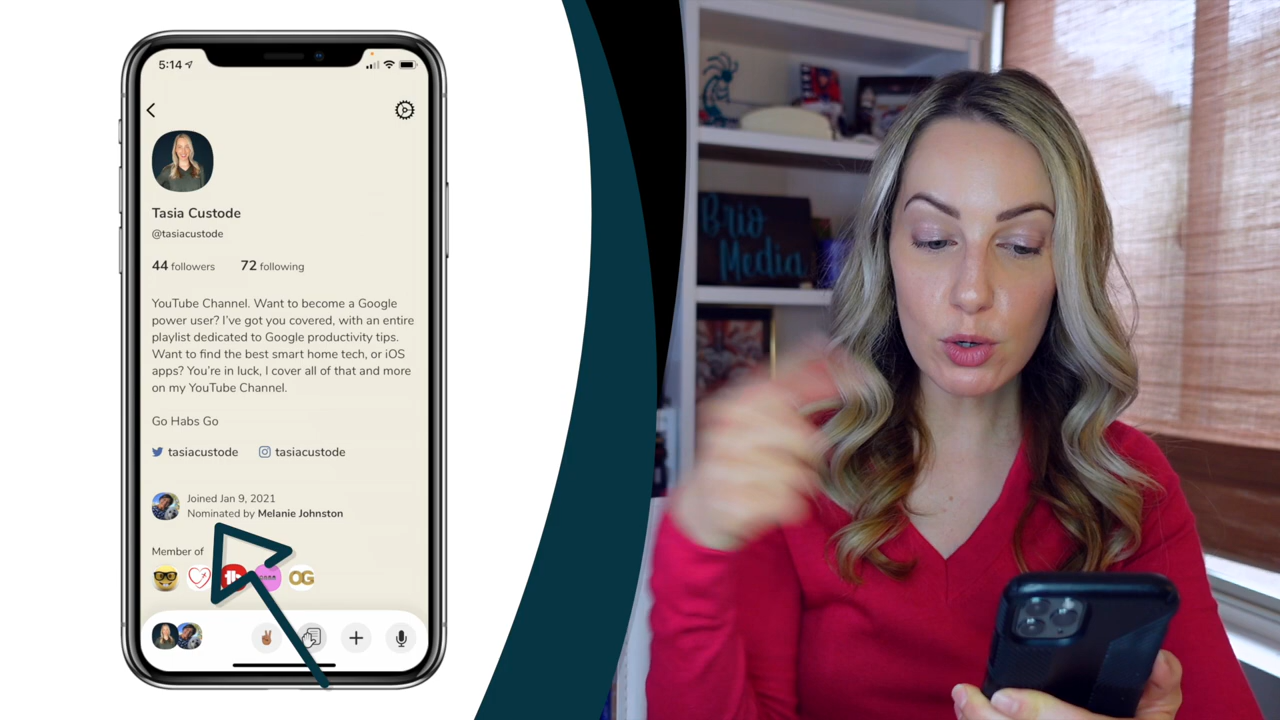 5:14
Tasia Custode
@tasiacustode
44 followers 72 following
YouTube Channel. Want to become a Google
power user? I've got you covered, with an entire
playlist dedicated to Google productivity tips.
Want to find the best smart home tech, or iOS
apps? You're in luck, I cover all of that and more
on my YouTube Channel.
Go Habs Go
tasiacustode tasiacustode
Joined Jan 9, 2021
Nominated by Melanie Johnston
Member of
OG
Brio
Media